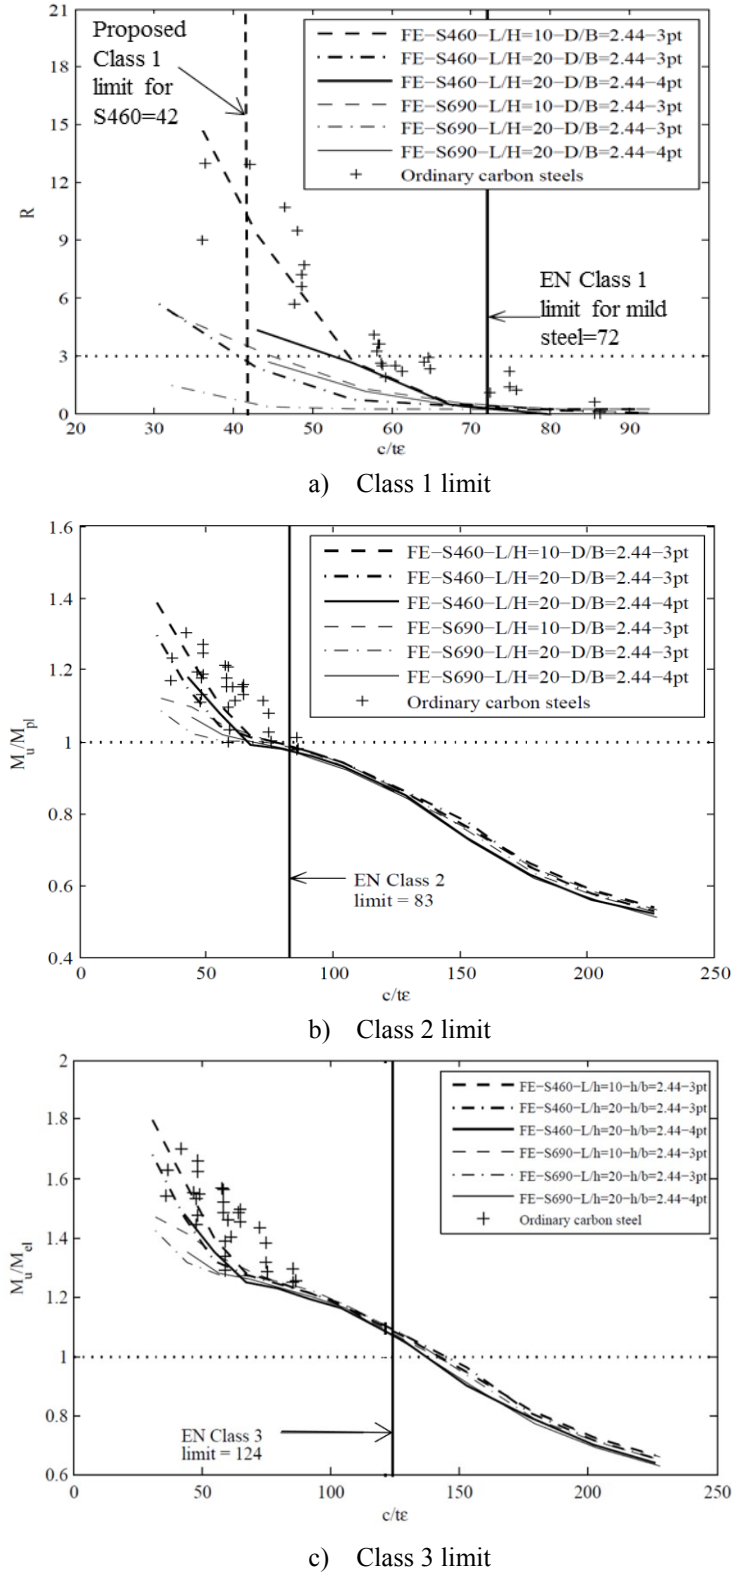 21
18
15
12
9
6
3
0
R
Proposed
Class 1
limit for
S460=42
FE−S460−L/H=10−D/B=2.44−3pt
FE−S460−L/H=20−D/B=2.44−3pt
FE−S460−L/H=20−D/B=2.44−4pt
FE−S690−L/H=10−D/B=2.44−3pt
FE−S690−L/H=20−D/B=2.44−3pt
FE−S690−L/H=20−D/B=2.44−4pt
Ordinary carbon steels
EN Class 1
limit for mild
steel=72
20 30 40 50 60 70 80 90
c/tε
a) Class 1 limit
1.6
1.4
1.2
1
0.8
0.6
0.4
M_u/M_pl
FE−S460−L/H=10−D/B=2.44−3pt
FE−S460−L/H=20−D/B=2.44−3pt
FE−S460−L/H=20−D/B=2.44−4pt
FE−S690−L/H=10−D/B=2.44−3pt
FE−S690−L/H=20−D/B=2.44−3pt
FE−S690−L/H=20−D/B=2.44−4pt
Ordinary carbon steels
EN Class 2
limit = 83
0 50 100 150 200 250
c/tε
b) Class 2 limit
2
1.8
1.6
1.4
1.2
1
0.8
0.6
M_u/M_el
FE−S460−L/h=10−h/b=2.44−3pt
FE−S460−L/h=20−h/b=2.44−3pt
FE−S460−L/h=20−h/b=2.44−4pt
FE−S690−L/h=10−h/b=2.44−3pt
FE−S690−L/h=20−h/b=2.44−3pt
FE−S690−L/h=20−h/b=2.44−4pt
Ordinary carbon steel
EN Class 3
limit = 124
0 50 100 150 200 250
c/tε
c) Class 3 limit